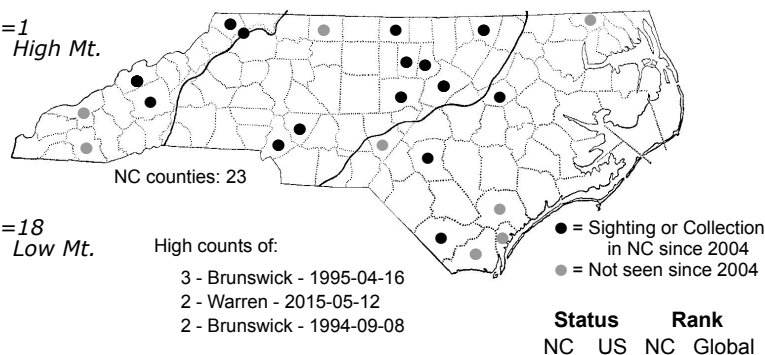 =1
High Mt.
NC counties: 23
=18
Low Mt.
High counts of:
3 - Brunswick - 1995-04-16
2 - Warren - 2015-05-12
2 - Brunswick - 1994-09-08
= Sighting or Collection
in NC since 2004
= Not seen since 2004
Status Rank
NC US NC Global